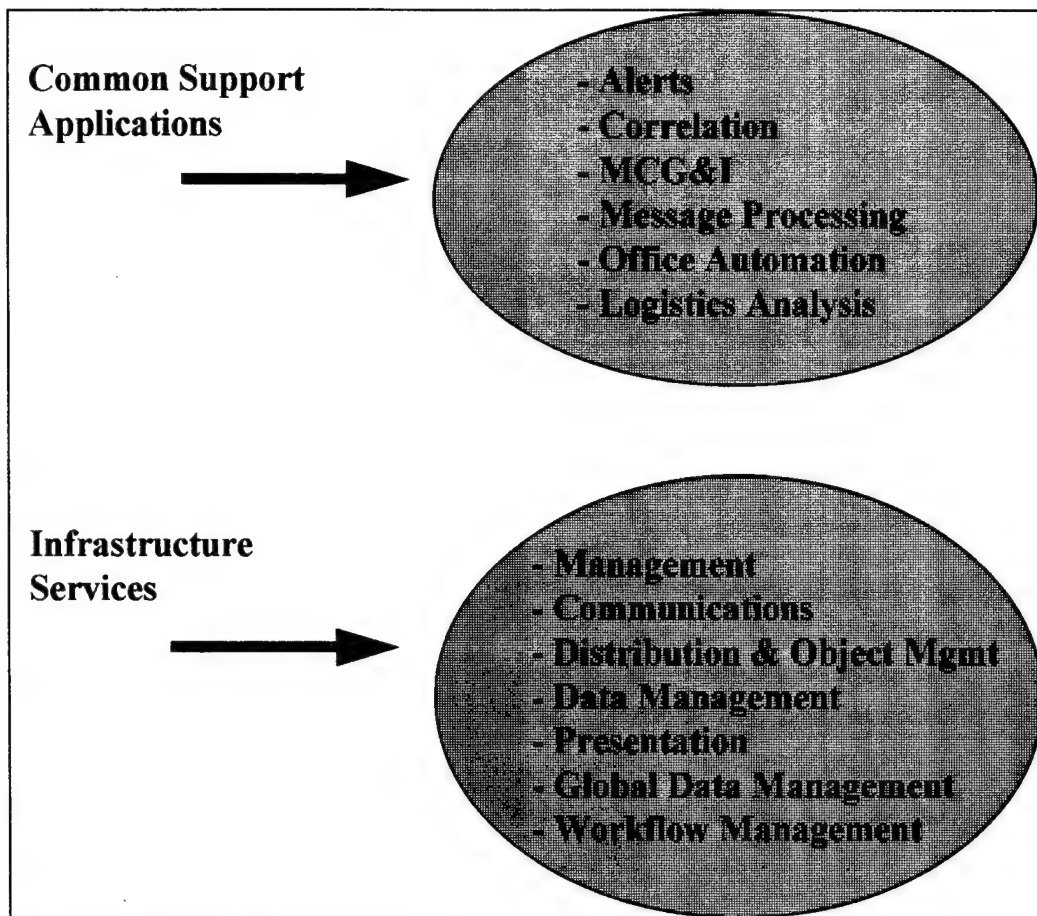 Common Support
Applications
- Alerts
- Correlation
- MCG&I
- Message Processing
- Office Automation
- Logistics Analysis
Infrastructure
Services
- Management
- Communications
- Distribution & Object Mgmt
- Data Management
- Presentation
- Global Data Management
- Workflow Management